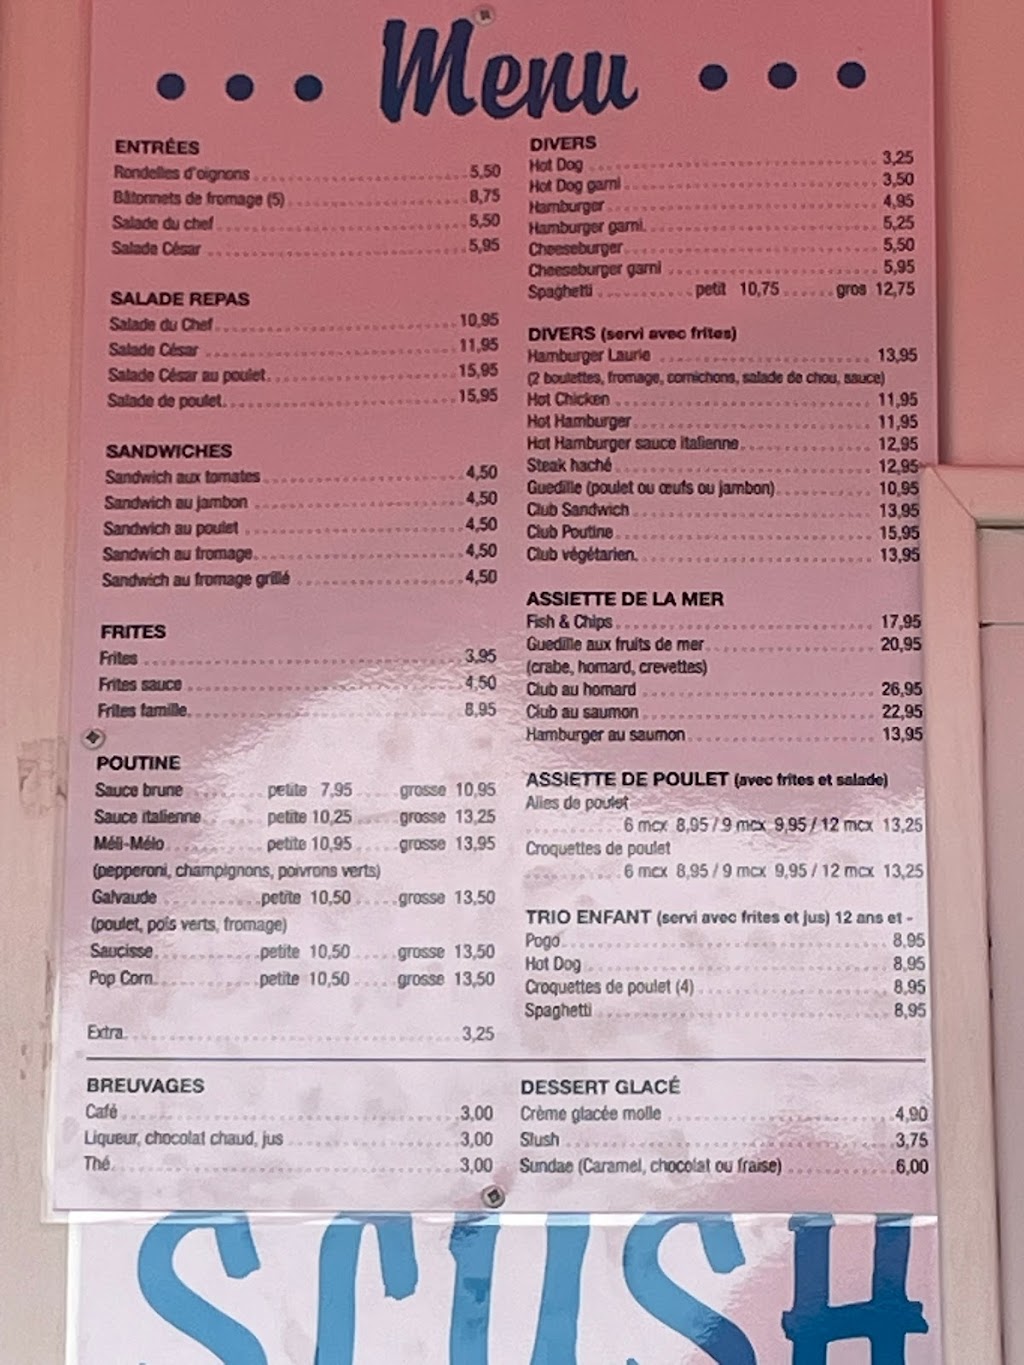 Menu
ENTRÉES
Rondelles d'oignons 5,50
Bâtonnets de fromage (5) 8,75
Salade du chef 5,50
Salade César 5,95
SALADE REPAS
Salade du Chef 10,95
Salade César 11,95
Salade César au poulet 15,95
Salade de poulet 15,95
SANDWICHES
Sandwich aux tomates 4,50
Sandwich au jambon 4,50
Sandwich au poulet 4,50
Sandwich au fromage 4,50
Sandwich au fromage grillé 4,50
FRITES
Frites 3,95
Frites sauce 4,50
Frites famille 8,95
POUTINE
Sauce brune petite 7,95 grosse 10,95
Sauce italienne petite 10,25 grosse 13,25
Méli-Mélo petite 10,95 grosse 13,95
(pepperoni, champignons, poivrons verts)
Galvaude petite 10,50 grosse 13,50
(poulet, pois verts, fromage)
Saucisse petite 10,50 grosse 13,50
Pop Corn petite 10,50 grosse 13,50
Extra 3,25
DIVERS
Hot Dog 3,25
Hot Dog garni 3,50
Hamburger 4,95
Hamburger garni 5,25
Cheeseburger 5,50
Cheeseburger garni 5,95
Spaghetti petit 10,75 gros 12,75
DIVERS (servi avec frites)
Hamburger Laurie 13,95
(2 boulettes, fromage, cornichons, salade de chou, sauce)
Hot Chicken 11,95
Hot Hamburger 11,95
Hot Hamburger sauce italienne 12,95
Steak haché 12,95
Guedille (poulet ou œufs ou jambon) 10,95
Club Sandwich 13,95
Club Poutine 15,95
Club végétarien 13,95
ASSIETTE DE LA MER
Fish & Chips 17,95
Guedille aux fruits de mer 20,95
(crabe, homard, crevettes)
Club au homard 26,95
Club au saumon 22,95
Hamburger au saumon 13,95
ASSIETTE DE POULET (avec frites et salade)
Ailes de poulet
6 mcx 8,95 / 9 mcx 9,95 / 12 mcx 13,25
Croquettes de poulet
6 mcx 8,95 / 9 mcx 9,95 / 12 mcx 13,25
TRIO ENFANT (servi avec frites et jus) 12 ans et -
Pogo 8,95
Hot Dog 8,95
Croquettes de poulet (4) 8,95
Spaghetti 8,95
BREUVAGES
Café 3,00
Liqueur, chocolat chaud, jus 3,00
Thé 3,00
DESSERT GLACÉ
Crème glacée molle 4,90
Slush 3,75
Sundae (Caramel, chocolat ou fraise) 6,00